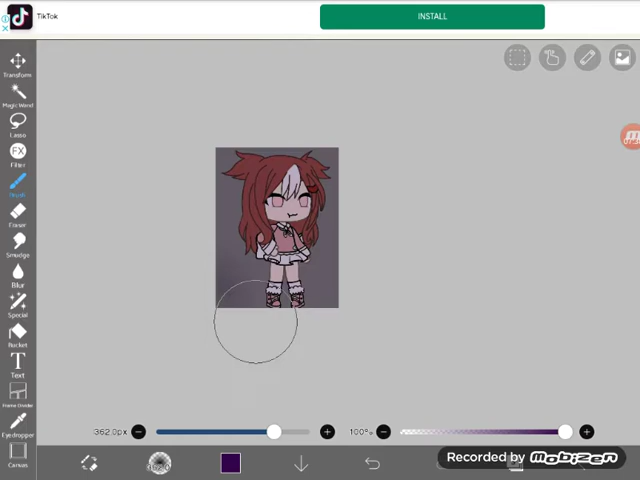 TikTok
INSTALL
Transform
Magic Wand
Lasso
FX
Filter
Brush
Eraser
Smudge
Blur
Special
Bucket
T
Text
Frame Divider
Eyedropper
Canvas
362.0px
100%
Recorded by Mobizen